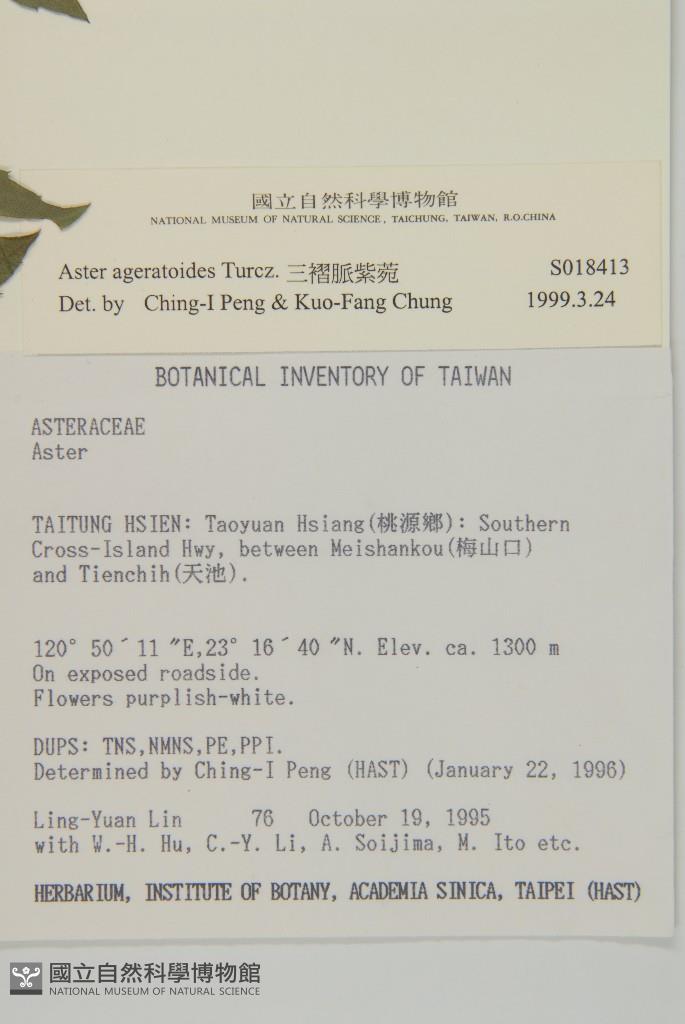 國立自然科學博物館
NATIONAL MUSEUM OF NATURAL SCIENCE, TAICHUNG, TAIWAN, R.O.CHINA
Aster ageratoides Turcz. 三褶脈紫菀 S018413
Det. by Ching-I Peng & Kuo-Fang Chung 1999.3.24
BOTANICAL INVENTORY OF TAIWAN
ASTERACEAE
Aster
TAITUNG HSIEN: Taoyuan Hsiang(桃源鄉): Southern
Cross-Island Hwy, between Meishankou(梅山口)
and Tienchih(天池).
120° 50´11 ″E,23° 16´40 ″N. Elev. ca. 1300 m
On exposed roadside.
Flowers purplish-white.
DUPS: TNS,NMNS,PE,PPI.
Determined by Ching-I Peng (HAST) (January 22, 1996)
Ling-Yuan Lin 76 October 19, 1995
with W.-H. Hu, C.-Y. Li, A. Soijima, M. Ito etc.
HERBARIUM, INSTITUTE OF BOTANY, ACADEMIA SINICA, TAIPEI (HAST)
國立自然科學博物館
NATIONAL MUSEUM OF NATURAL SCIENCE